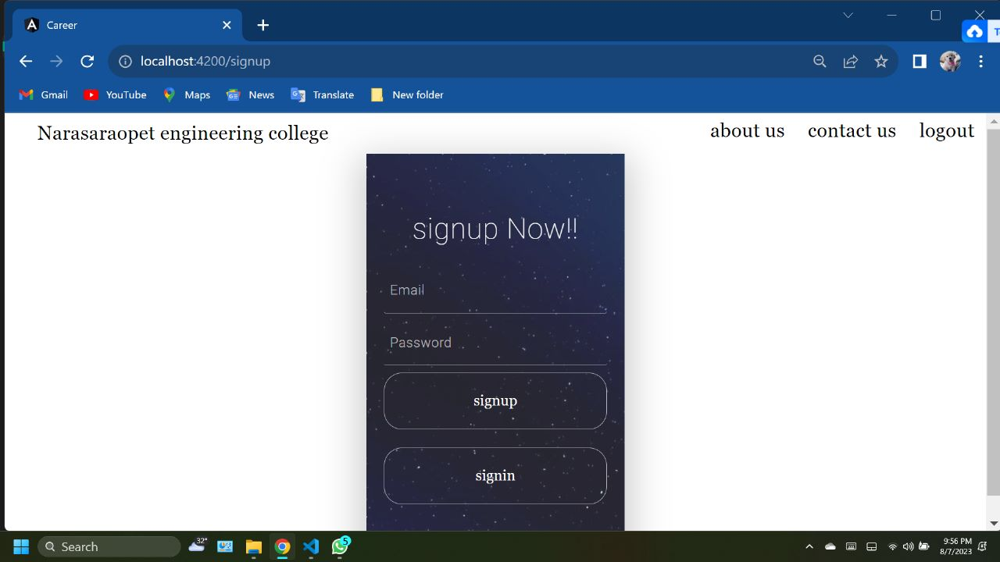 Career
localhost:4200/signup
Gmail YouTube Maps News Translate New folder
Narasaraopet engineering college about us contact us logout
signup Now!!
Email
Password
signup
signin
Search 32° 5 9:56 PM
8/7/2023